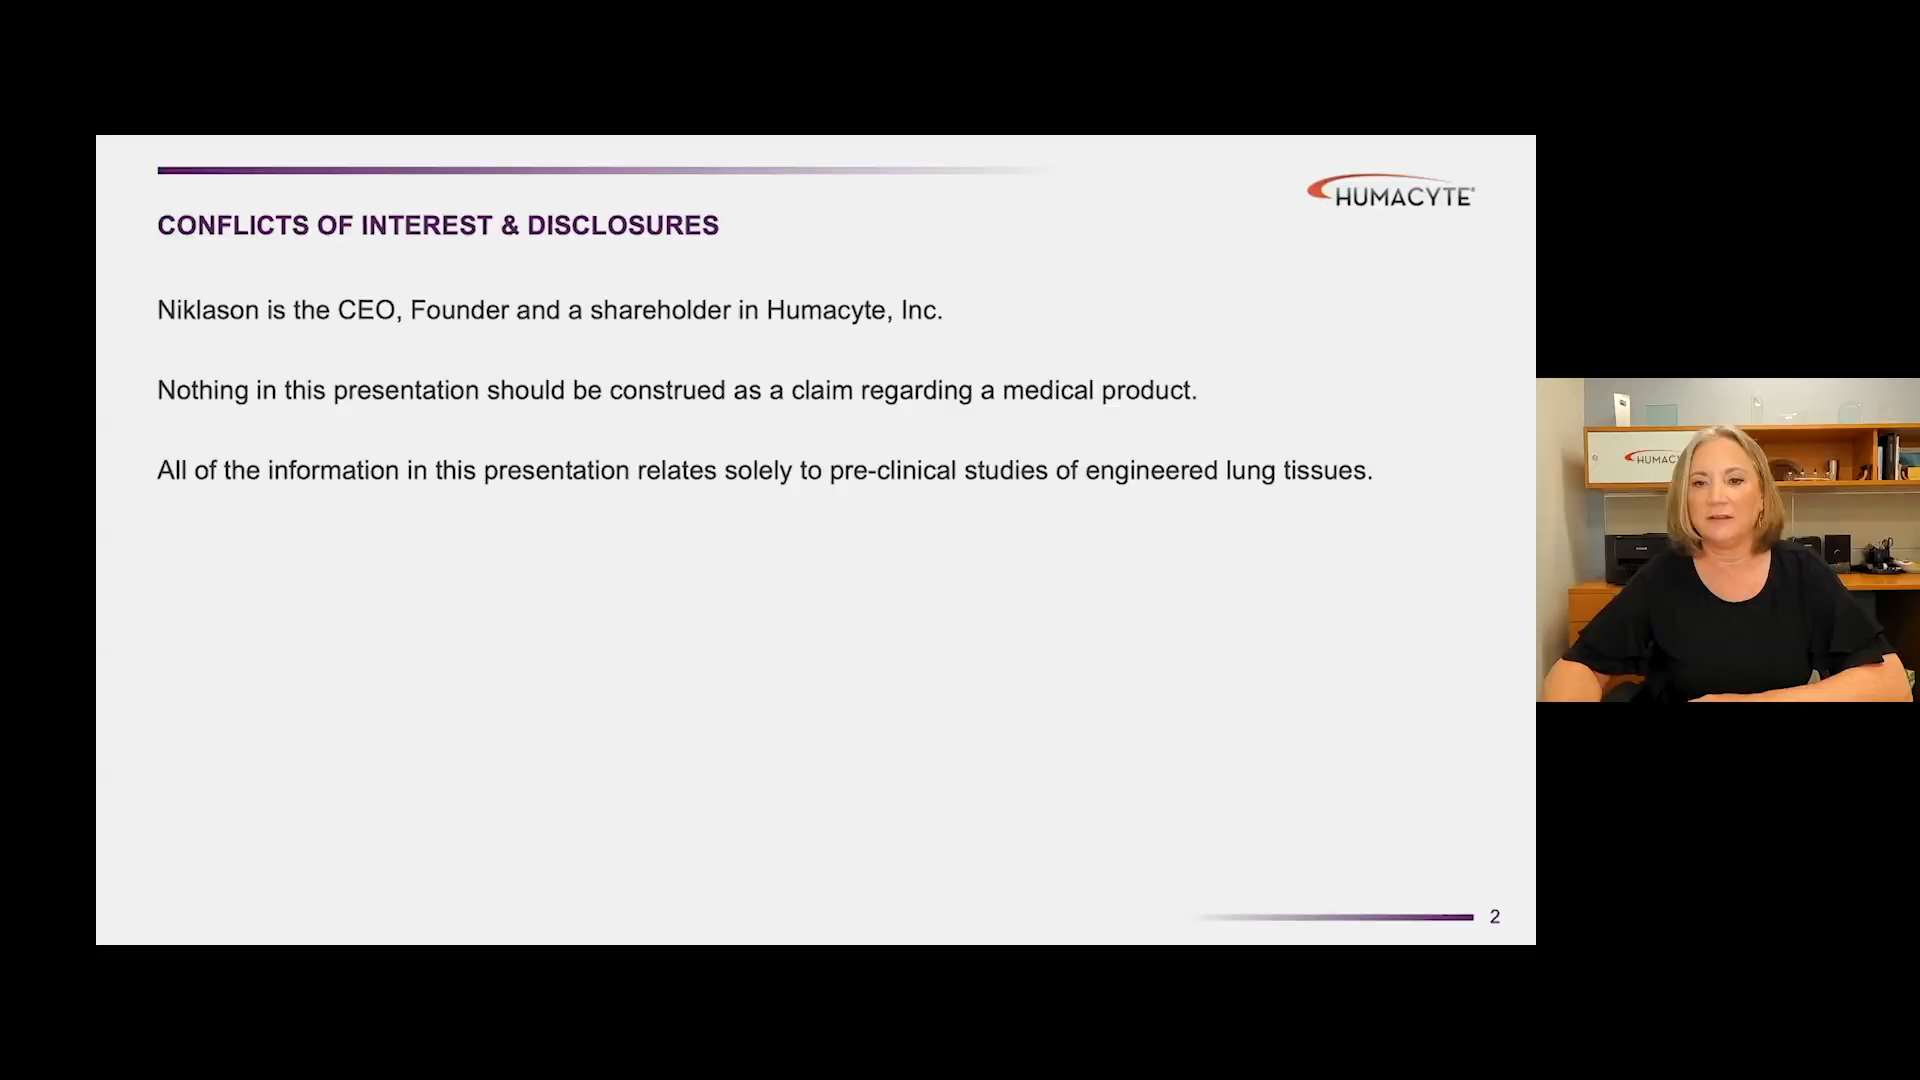 HUMACYTE
CONFLICTS OF INTEREST & DISCLOSURES
Niklason is the CEO, Founder and a shareholder in Humacyte, Inc.
Nothing in this presentation should be construed as a claim regarding a medical product.
All of the information in this presentation relates solely to pre-clinical studies of engineered lung tissues.
2
HUMACY